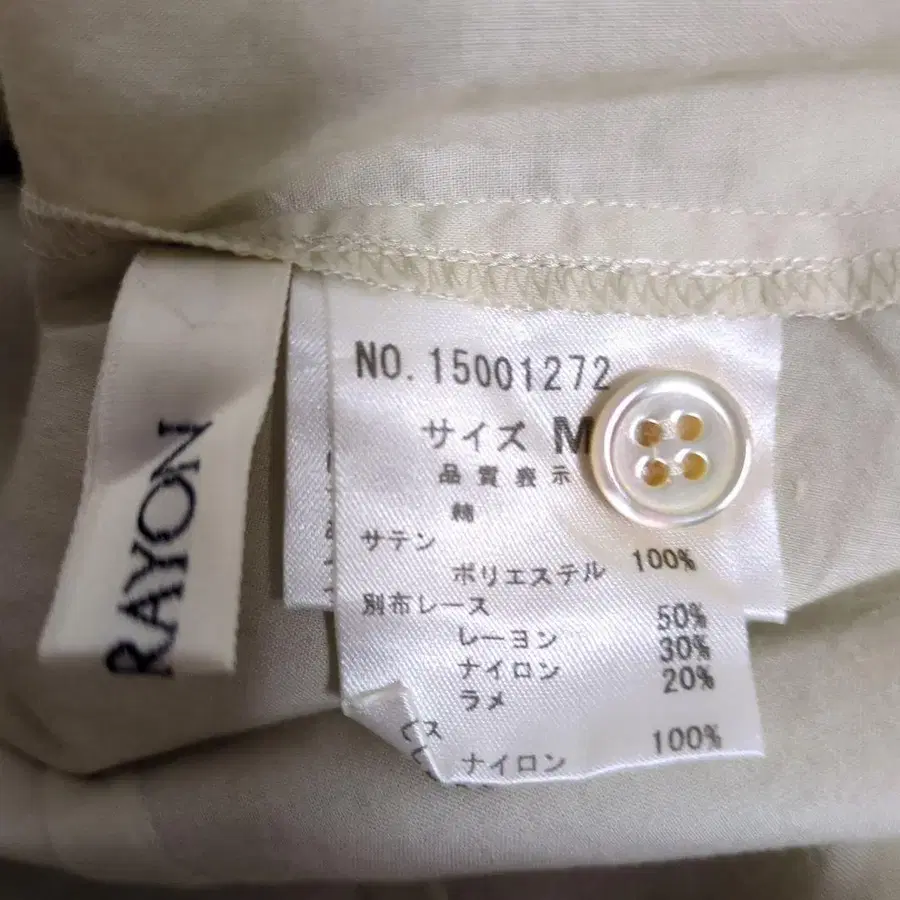 RAYON
NO. 15001272
サイズ M
品質表示
綿
サテン
ポリエステル 100%
別布レース
レーヨン 50%
ナイロン 30%
ラメ 20%
ナイロン 100%